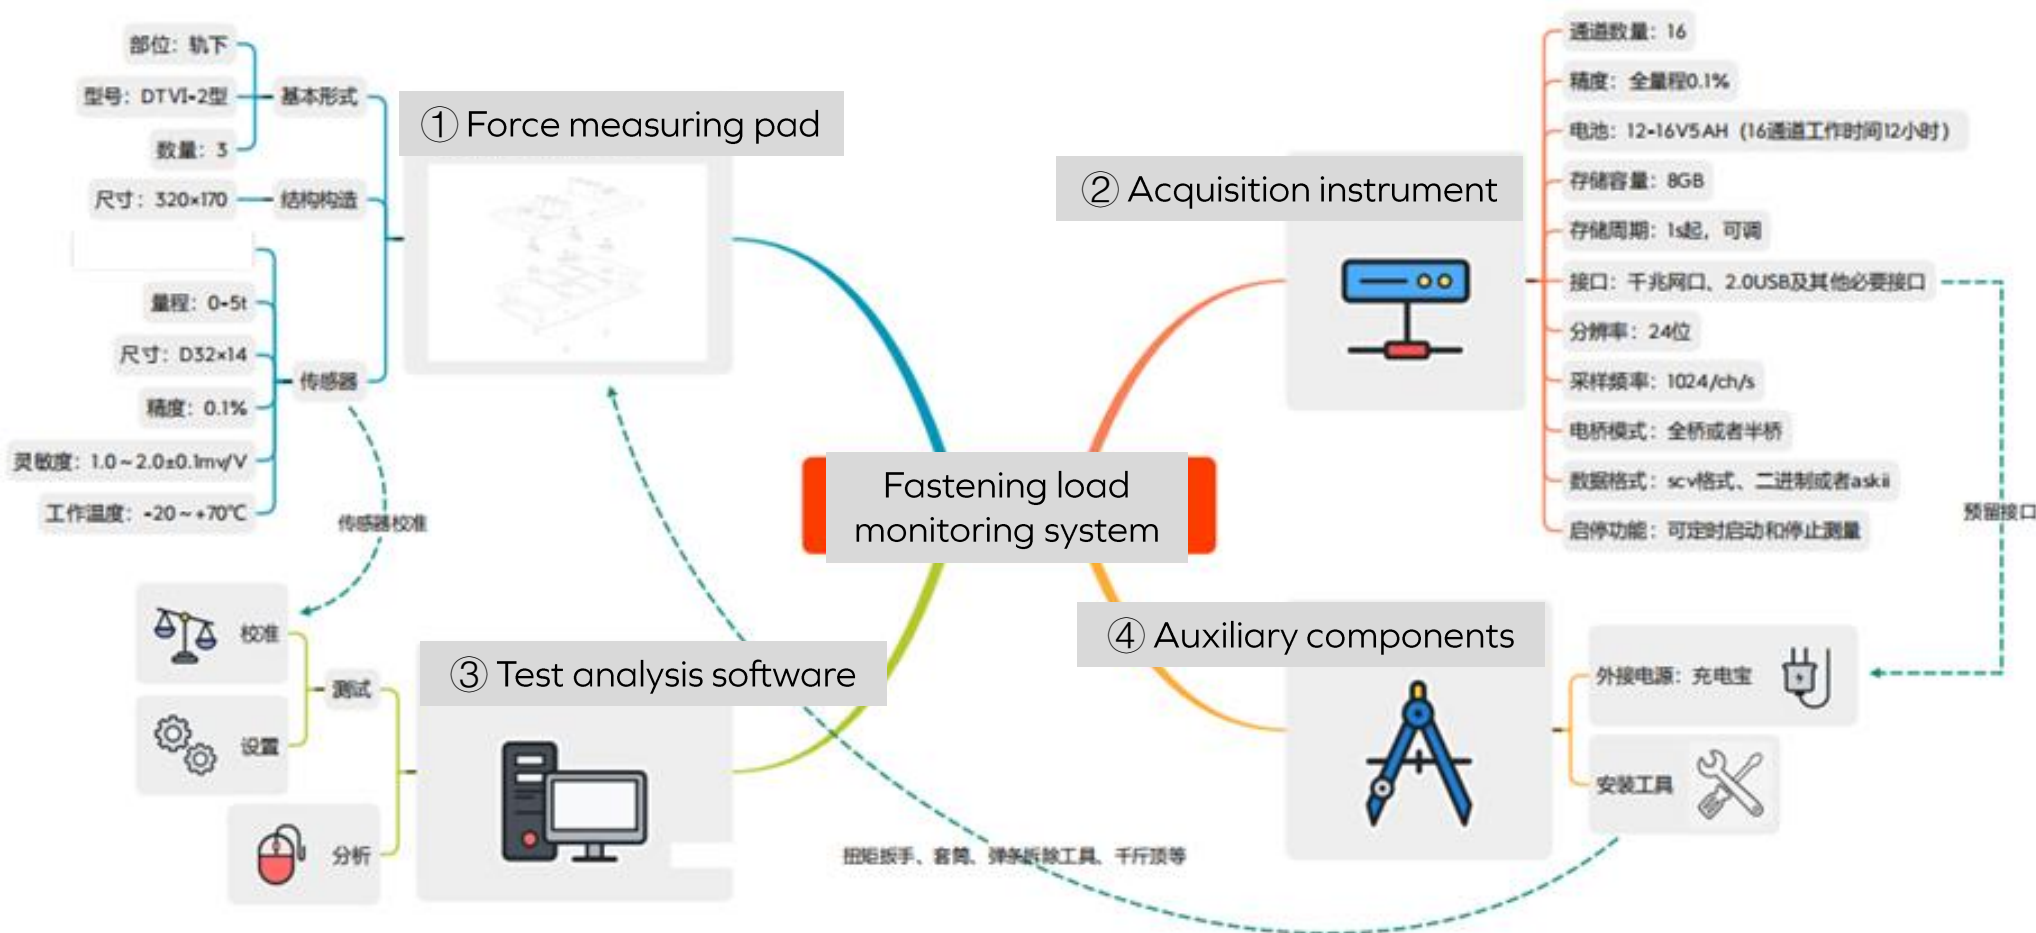 部位：轨下
型号：DTVI-2型
数量：3
基本形式
尺寸：320×170
结构构造
量程：0-5t
尺寸：D32×14
精度：0.1%
灵敏度：1.0~2.0±0.1mv/V
工作温度：-20~+70℃
传感器
传感器校准
① Force measuring pad
② Acquisition instrument
通道数量：16
精度：全量程0.1%
电池：12-16V5AH（16通道工作时间12小时）
存储容量：8GB
存储周期：1s起，可调
接口：千兆网口、2.0USB及其他必要接口
分辨率：24位
采样频率：1024/ch/s
电桥模式：全桥或者半桥
数据格式：scv格式、二进制或者askii
启停功能：可定时启动和停止测量
预留接口
Fastening load
monitoring system
③ Test analysis software
校准
设置
测试
分析
④ Auxiliary components
外接电源：充电宝
安装工具
扭矩扳手、套筒、弹条拆除工具、千斤顶等